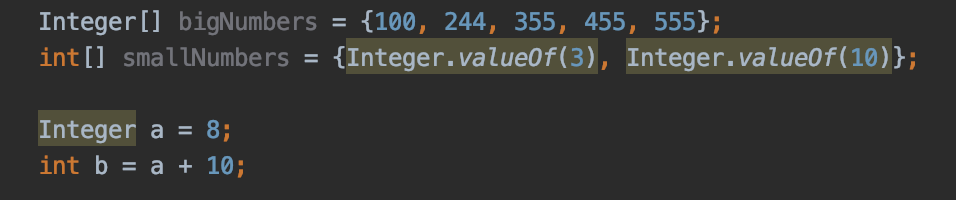 Integer[] bigNumbers = {100, 244, 355, 455, 555};
int[] smallNumbers = {Integer.valueOf(3), Integer.valueOf(10)};
Integer a = 8;
int b = a + 10;